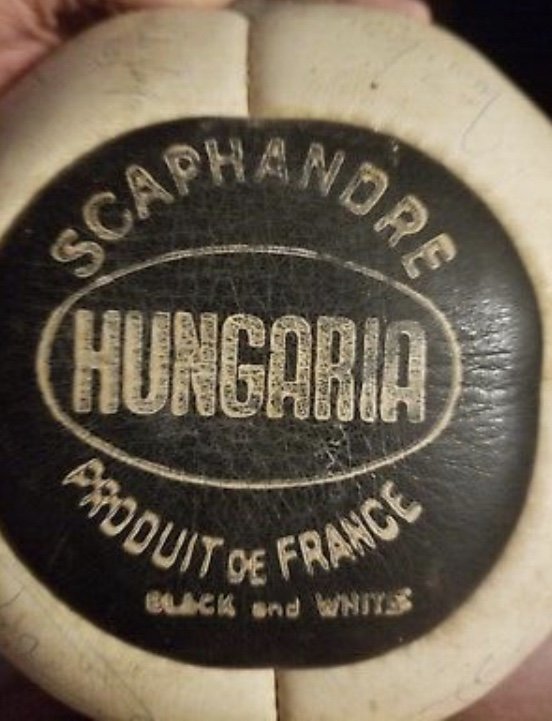 SCAPHANDRE
HUNGARIA
PRODUIT DE FRANCE
BLACK and WHITE